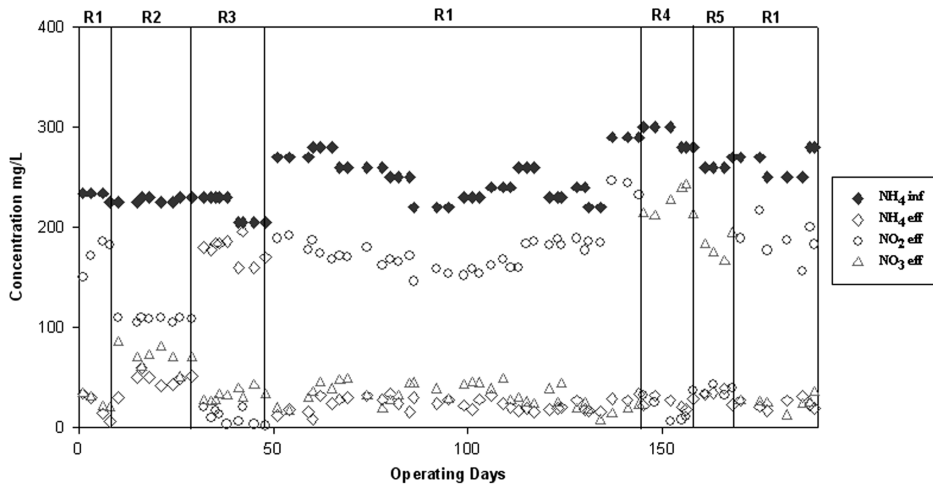 R1 R2 R3 R1 R4 R5 R1
400
300
200
100
0
0 50 100 150
Concentration mg/L
Operating Days
NH4 inf
NH4 eff
NO2 eff
NO3 eff